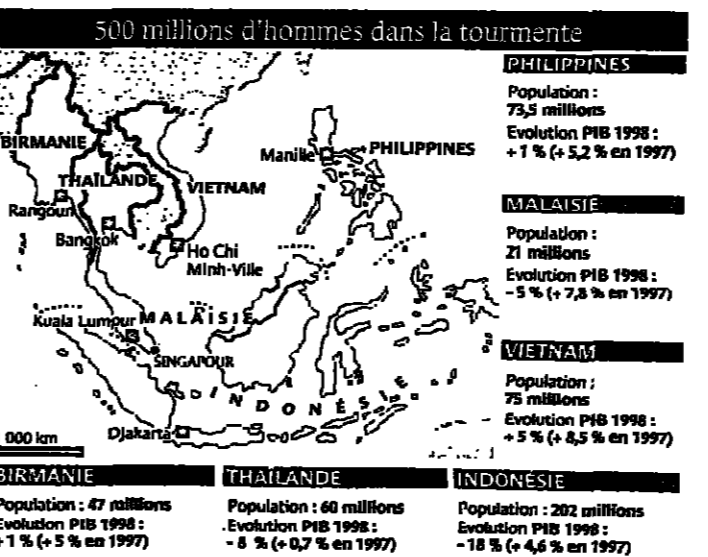 500 millions d'hommes dans la tourmente
PHILIPPINES
Population :
73,5 millions
Evolution PIB 1998 :
+ 1 % (+ 5,2 % en 1997)
MALAISIE
Population :
21 millions
Evolution PIB 1998 :
- 5 % (+ 7,8 % en 1997)
VIETNAM
Population :
75 millions
Evolution PIB 1998 :
+ 5 % (+ 8,5 % en 1997)
BIRMANIE
THAÏLANDE
VIETNAM
Rangoun
Bangkok
Ho Chi
Minh-Ville
Manille
PHILIPPINES
Kuala Lumpur
MALAISIE
SINGAPOUR
INDONÉSIE
Djakarta
000 km
BIRMANIE
Population : 47 millions
Evolution PIB 1998 :
+ 1 % (+ 5 % en 1997)
THAÏLANDE
Population : 60 millions
Evolution PIB 1998 :
- 8 % (+ 0,7 % en 1997)
INDONÉSIE
Population : 202 millions
Evolution PIB 1998 :
- 18 % (+ 4,6 % en 1997)